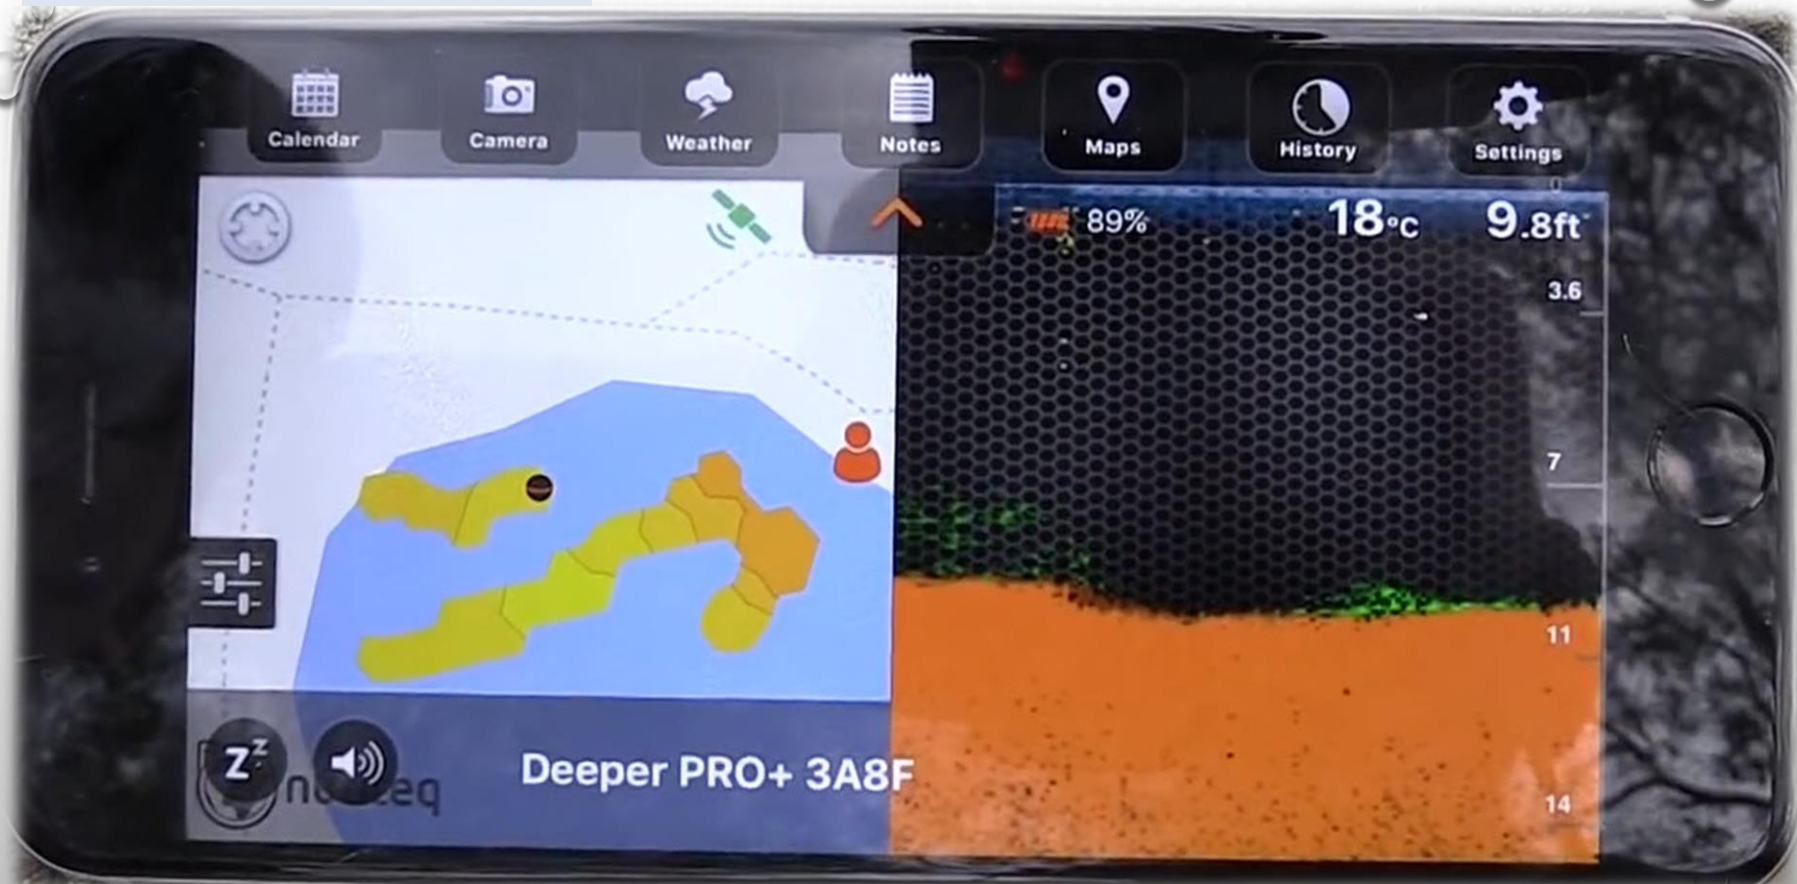 Calendar
Camera
Weather
Notes
Maps
History
Settings
89%
18°C
9.8ft
0
3.6
7
11
14
Z z
Deeper PRO+ 3A8F